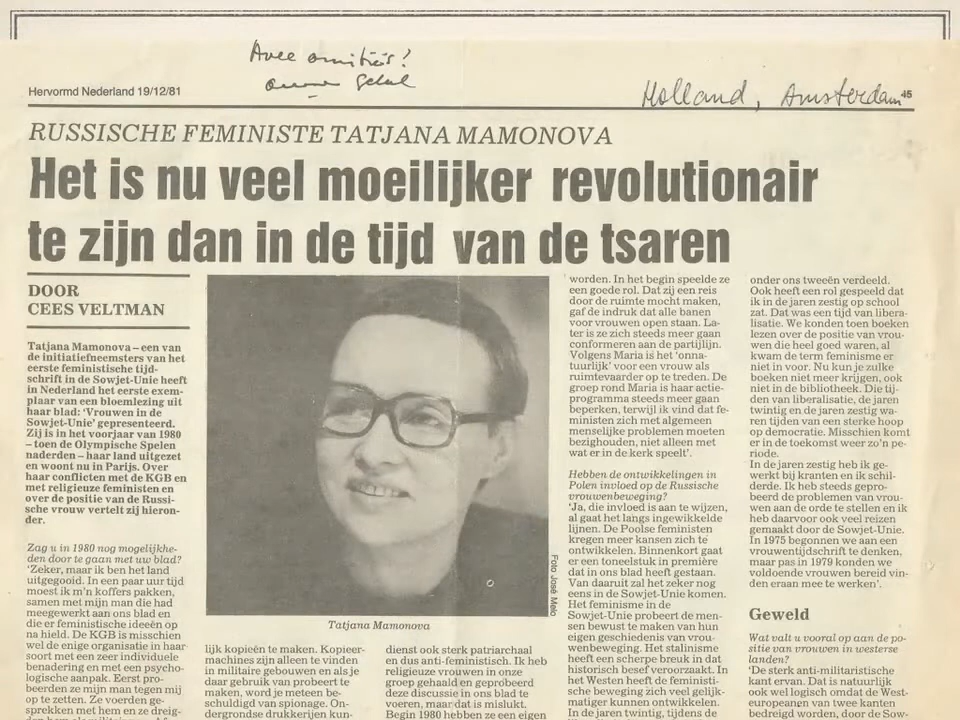 Avec amitiés!
Hervormd Nederland 19/12/81
Holland, Amsterdam
45
RUSSISCHE FEMINISTE TATJANA MAMONOVA
Het is nu veel moeilijker revolutionair
te zijn dan in de tijd van de tsaren
DOOR
CEES VELTMAN
Tatjana Mamonova – een van
de initiatiefneemsters van het
eerste feministische tijd-
schrift in de Sowjet-Unie heeft
in Nederland het eerste exem-
plaar van een bloemlezing uit
haar blad: 'Vrouwen in de
Sowjet-Unie' gepresenteerd.
Zij is in het voorjaar van 1980
– toen de Olympische Spelen
naderden – haar land uitgezet
en woont nu in Parijs. Over
haar conflicten met de KGB en
met religieuze feministen en
over de positie van de Russi-
sche vrouw vertelt zij hieron-
der.
Zag u in 1980 nog mogelijkhe-
den door te gaan met uw blad?
'Zeker, maar ik ben het land
uitgegooid. In een paar uur tijd
moest ik m'n koffers pakken,
samen met mijn man die had
meegewerkt aan ons blad en
die er feministische ideeën op
na hield. De KGB is misschien
wel de enige organisatie in haar
soort met een zeer individuele
benadering en met een psycho-
logische aanpak. Eerst pro-
beerden ze mijn man tegen mij
op te zetten. Ze voerden ge-
sprekken met hem en ze dreig-
Foto José Melo
Tatjana Mamonova
lijk kopieën te maken. Kopieer-
machines zijn alleen te vinden
in militaire gebouwen en als je
daar gebruik van probeert te
maken, word je meteen be-
schuldigd van spionage. On-
dergrondse drukkerijen kun-
dienst ook sterk patriarchaal
en dus anti-feministisch. Ik heb
religieuze vrouwen in onze
groep gehaald en geprobeerd
deze discussie in ons blad te
voeren, maar dat is mislukt.
Begin 1980 hebben ze een eigen
worden. In het begin speelde ze
een goede rol. Dat zij een reis
door de ruimte mocht maken,
gaf de indruk dat alle banen
voor vrouwen open staan. La-
ter is ze zich steeds meer gaan
conformeren aan de partijlijn.
Volgens Maria is het 'onna-
tuurlijk' voor een vrouw als
ruimtevaarder op te treden. De
groep rond Maria is haar actie-
programma steeds meer gaan
beperken, terwijl ik vind dat fe-
ministen zich met algemeen
menselijke problemen moeten
bezighouden, niet alleen met
wat er in de kerk speelt'.
Hebben de ontwikkelingen in
Polen invloed op de Russische
vrouwenbeweging?
'Ja, die invloed is aan te wijzen,
al gaat het langs ingewikkelde
lijnen. De Poolse feministen
kregen meer kansen zich te
ontwikkelen. Binnenkort gaat
er een toneelstuk in première
dat in ons blad heeft gestaan.
Van daaruit zal het zeker nog
eens in de Sowjet-Unie komen.
Het feminisme in de
Sowjet-Unie probeert de men-
sen bewust te maken van hun
eigen geschiedenis van vrou-
wenbeweging. Het stalinisme
heeft een scherpe breuk in dat
historisch besef veroorzaakt. In
het Westen heeft de feministi-
sche beweging zich veel gelijk-
matiger kunnen ontwikkelen.
In de jaren twintig, tijdens de
onder ons tweeën verdeeld.
Ook heeft een rol gespeeld dat
ik in de jaren zestig op school
zat. Dat was een tijd van libera-
lisatie. We konden toen boeken
lezen over de positie van vrou-
wen die heel goed waren, al
kwam de term feminisme er
niet in voor. Nu kun je zulke
boeken niet meer krijgen, ook
niet in de bibliotheek. Die tij-
den van liberalisatie, de jaren
twintig en de jaren zestig wa-
ren tijden van een sterke hoop
op democratie. Misschien komt
er in de toekomst weer zo'n pe-
riode.
In de jaren zestig heb ik ge-
werkt bij kranten en ik schil-
derde. Ik heb steeds gepro-
beerd de problemen van vrou-
wen aan de orde te stellen en ik
heb daarvoor ook veel reizen
gemaakt door de Sowjet-Unie.
In 1975 begonnen we aan een
vrouwentijdschrift te denken,
maar pas in 1979 konden we
voldoende vrouwen bereid vin-
den eraan mee te werken'.
Geweld
Wat valt u vooral op aan de po-
sitie van vrouwen in westerse
landen?
'De sterk anti-militaristische
kant ervan. Dat is natuurlijk
ook wel logisch omdat de West-
europeanen van twee kanten
bedreigd worden, door de Sow-